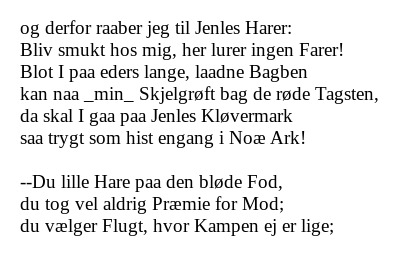 og derfor raaber jeg til Jenles Harer:
Bliv smukt hos mig, her lurer ingen Farer!
Blot I paa eders lange, laadne Bagben
kan naa _min_ Skjelgrøft bag de røde Tagsten,
da skal I gaa paa Jenles Kløvermark
saa trygt som hist engang i Noæ Ark!

--Du lille Hare paa den bløde Fod,
du tog vel aldrig Præmie for Mod;
du vælger Flugt, hvor Kampen ej er lige;